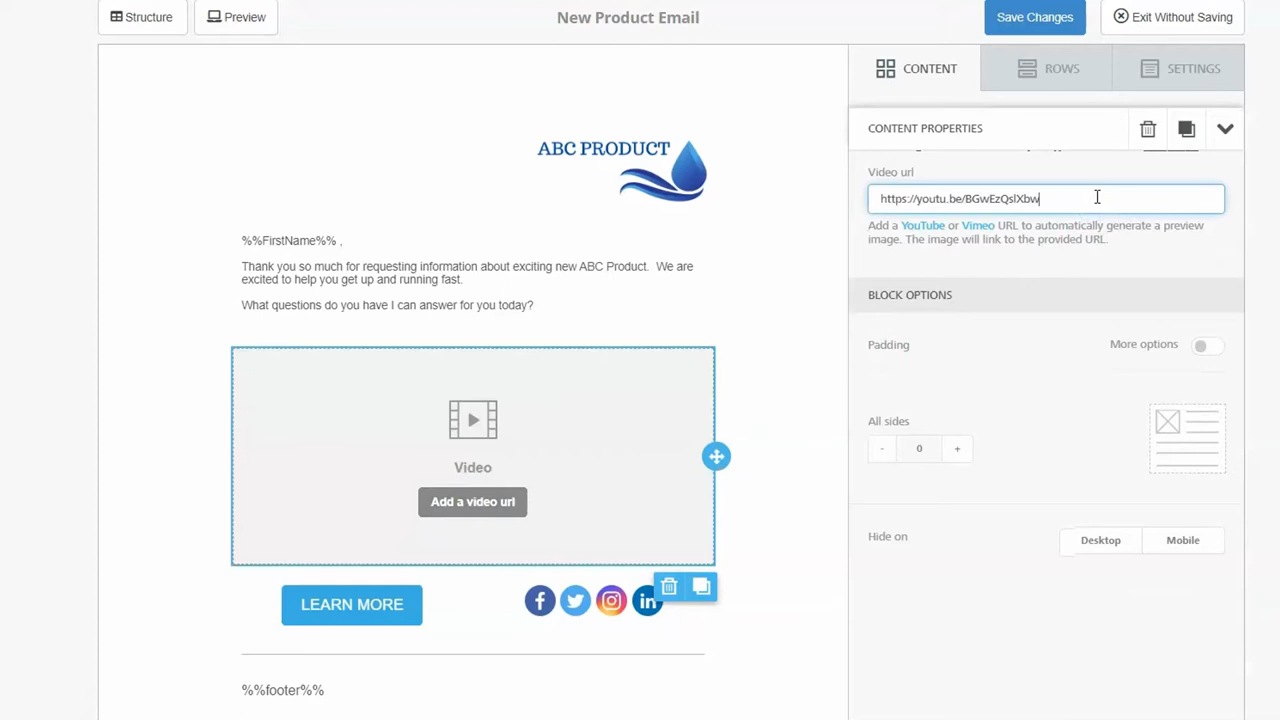 Structure
Preview
New Product Email
Save Changes
Exit Without Saving
CONTENT
ROWS
SETTINGS
CONTENT PROPERTIES
Video url
https://youtu.be/BGwEzQslXbw
Add a YouTube or Vimeo URL to automatically generate a preview
image. The image will link to the provided URL.
BLOCK OPTIONS
Padding
More options
All sides
- 0 +
Hide on
Desktop
Mobile
ABC PRODUCT
%%FirstName%% ,
Thank you so much for requesting information about exciting new ABC Product. We are
excited to help you get up and running fast.
What questions do you have I can answer for you today?
Video
Add a video url
LEARN MORE
f
in
%%footer%%